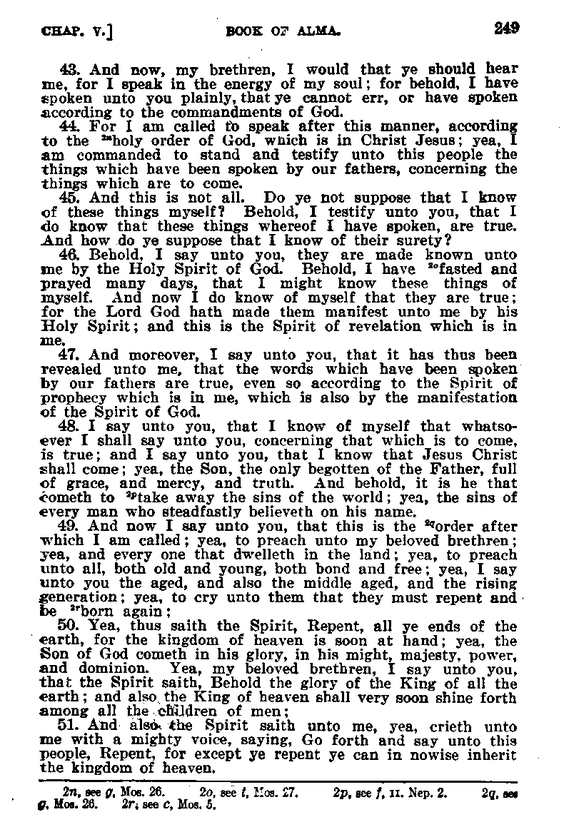 CHAP. V.] BOOK OF ALMA. 249
43. And now, my brethren, I would that ye should hear
me, for I speak in the energy of my soul; for behold, I have
spoken unto you plainly, that ye cannot err, or have spoken
according to the commandments of God.
44. For I am called to speak after this manner, according
to the ²ⁿholy order of God, which is in Christ Jesus; yea, I
am commanded to stand and testify unto this people the
things which have been spoken by our fathers, concerning the
things which are to come.
45. And this is not all. Do ye not suppose that I know
of these things myself? Behold, I testify unto you, that I
do know that these things whereof I have spoken, are true.
And how do ye suppose that I know of their surety?
46. Behold, I say unto you, they are made known unto
me by the Holy Spirit of God. Behold, I have ²ᵒfasted and
prayed many days, that I might know these things of
myself. And now I do know of myself that they are true;
for the Lord God hath made them manifest unto me by his
Holy Spirit; and this is the Spirit of revelation which is in
me.
47. And moreover, I say unto you, that it has thus been
revealed unto me, that the words which have been spoken
by our fathers are true, even so according to the Spirit of
prophecy which is in me, which is also by the manifestation
of the Spirit of God.
48. I say unto you, that I know of myself that whatso-
ever I shall say unto you, concerning that which is to come,
is true; and I say unto you, that I know that Jesus Christ
shall come; yea, the Son, the only begotten of the Father, full
of grace, and mercy, and truth. And behold, it is he that
cometh to ²ᵖtake away the sins of the world; yea, the sins of
every man who steadfastly believeth on his name.
49. And now I say unto you, that this is the ²𐞥order after
which I am called; yea, to preach unto my beloved brethren;
yea, and every one that dwelleth in the land; yea, to preach
unto all, both old and young, both bond and free; yea, I say
unto you the aged, and also the middle aged, and the rising
generation; yea, to cry unto them that they must repent and
be ²ʳborn again:
50. Yea, thus saith the Spirit, Repent, all ye ends of the
earth, for the kingdom of heaven is soon at hand; yea, the
Son of God cometh in his glory, in his might, majesty, power,
and dominion. Yea, my beloved brethren, I say unto you,
that the Spirit saith, Behold the glory of the King of all the
earth; and also the King of heaven shall very soon shine forth
among all the children of men;
51. And also the Spirit saith unto me, yea, crieth unto
me with a mighty voice, saying, Go forth and say unto this
people, Repent, for except ye repent ye can in nowise inherit
the kingdom of heaven.
2n, see g, Mos. 26. 2o, see t, Mos. 27. 2p, see f, II. Nep. 2. 2q, see
g, Mos. 26. 2r, see c, Mos. 5.